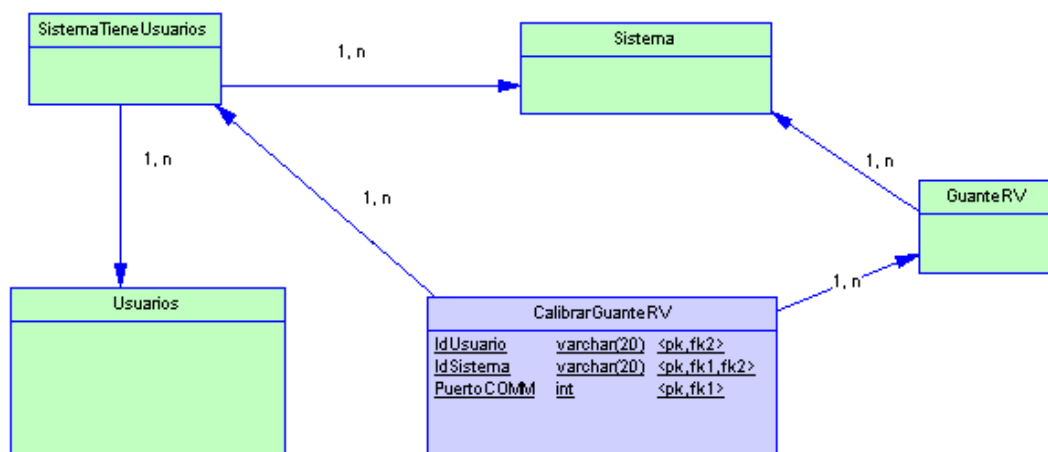 SistemaTieneUsuarios
Sistema
1, n
1, n
1, n
1, n
GuanteRV
1, n
Usuarios
CalibrarGuanteRV
IdUsuario varchar(20) <pk,fk2>
IdSistema varchar(20) <pk,fk1,fk2>
PuertoCOMM int <pk,fk1>